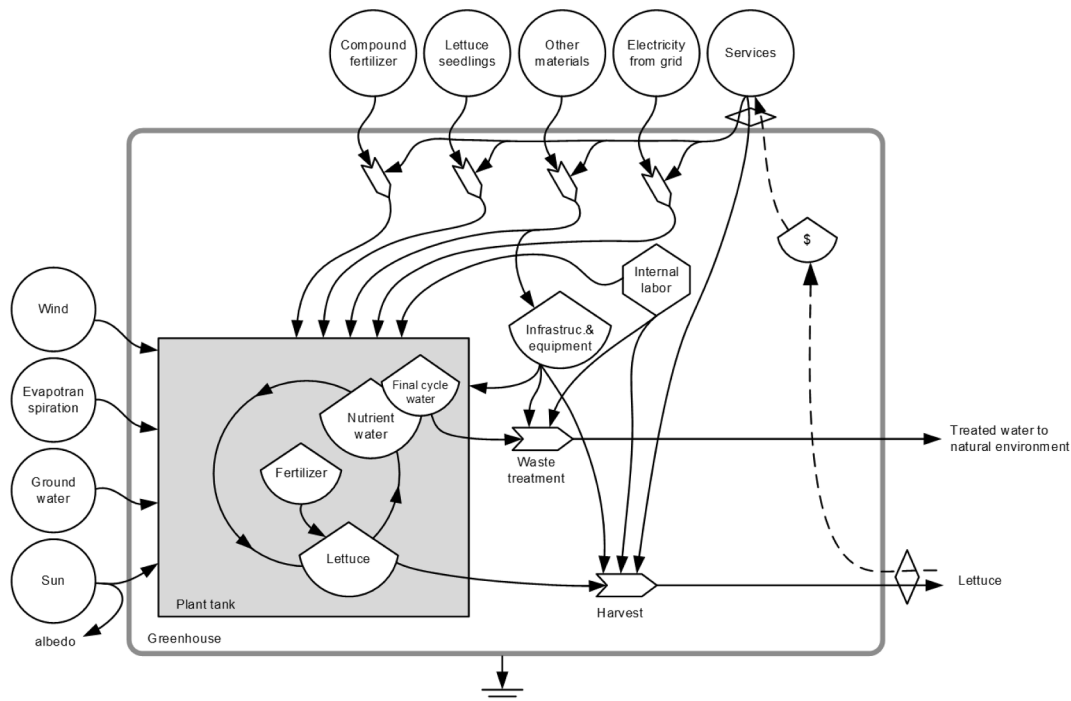 Compound
fertilizer
Lettuce
seedlings
Other
materials
Electricity
from grid
Services
$
Internal
labor
Wind
Infrastruc.&
equipment
Evapotran
spiration
Final cycle
water
Nutrient
water
Treated water to
natural environment
Waste
treatment
Fertilizer
Ground
water
Lettuce
Sun
Lettuce
Plant tank
Harvest
albedo
Greenhouse